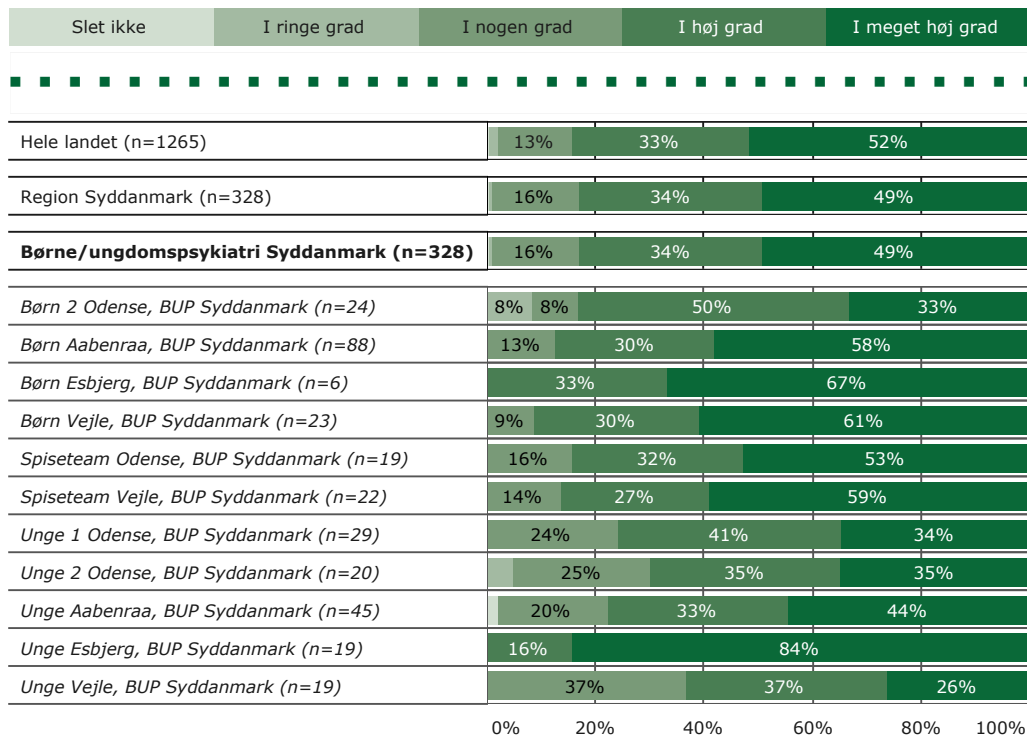 Slet ikke I ringe grad I nogen grad I høj grad I meget høj grad
Hele landet (n=1265) 13% 33% 52%
Region Syddanmark (n=328) 16% 34% 49%
Børne/ungdomspsykiatri Syddanmark (n=328) 16% 34% 49%
Børn 2 Odense, BUP Syddanmark (n=24) 8% 8% 50% 33%
Børn Aabenraa, BUP Syddanmark (n=88) 13% 30% 58%
Børn Esbjerg, BUP Syddanmark (n=6) 33% 67%
Børn Vejle, BUP Syddanmark (n=23) 9% 30% 61%
Spiseteam Odense, BUP Syddanmark (n=19) 16% 32% 53%
Spiseteam Vejle, BUP Syddanmark (n=22) 14% 27% 59%
Unge 1 Odense, BUP Syddanmark (n=29) 24% 41% 34%
Unge 2 Odense, BUP Syddanmark (n=20) 25% 35% 35%
Unge Aabenraa, BUP Syddanmark (n=45) 20% 33% 44%
Unge Esbjerg, BUP Syddanmark (n=19) 16% 84%
Unge Vejle, BUP Syddanmark (n=19) 37% 37% 26%
0% 20% 40% 60% 80% 100%